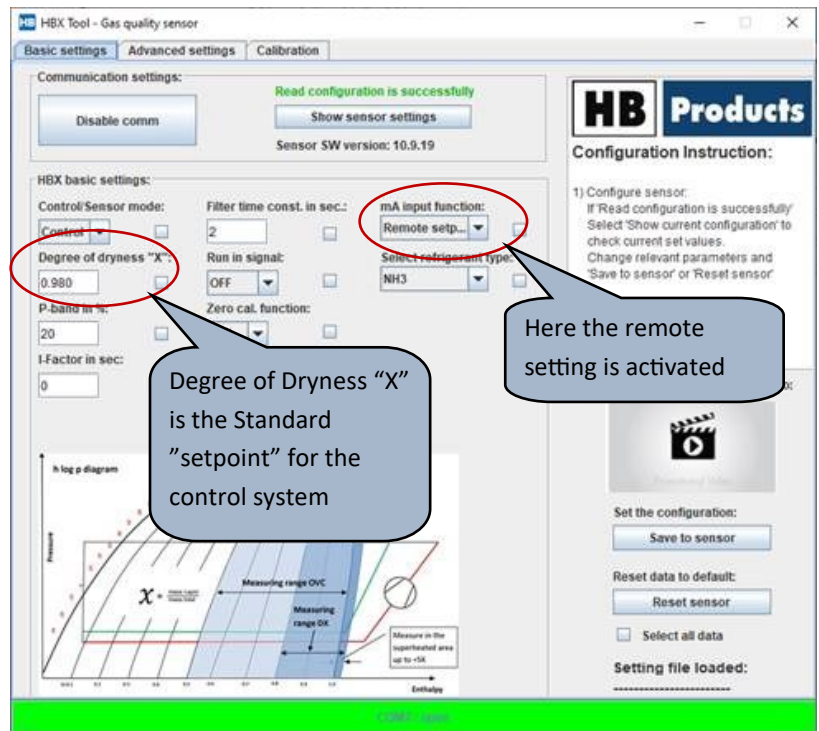 HB HBX Tool - Gas quality sensor
Basic settings Advanced settings Calibration
Communication settings:
Disable comm
Read configuration is successfully
Show sensor settings
Sensor SW version: 10.9.19
HBX basic settings:
Control/Sensor mode:
Control
Filter time const. in sec.:
2
mA input function:
Remote setp...
Degree of dryness "X":
0.980
Run in signal:
OFF
Select refrigerant type:
NH3
P-band in %:
20
Zero cal. function:
I-Factor in sec:
0
Degree of Dryness “X”
is the Standard
”setpoint” for the
control system
Here the remote
setting is activated
HB Products
Configuration Instruction:
1) Configure sensor:
If 'Read configuration is successfully'
Select 'Show current configuration' to
check current set values.
Change relevant parameters and
'Save to sensor' or 'Reset sensor'
Set the configuration:
Save to sensor
Reset data to default:
Reset sensor
Select all data
Setting file loaded:
-----------------------
h log p diagram
Pressure
X =
Measuring range OVC
Measuring
range DX
Measure in the
superheated area
up to +5K
Enthalpy